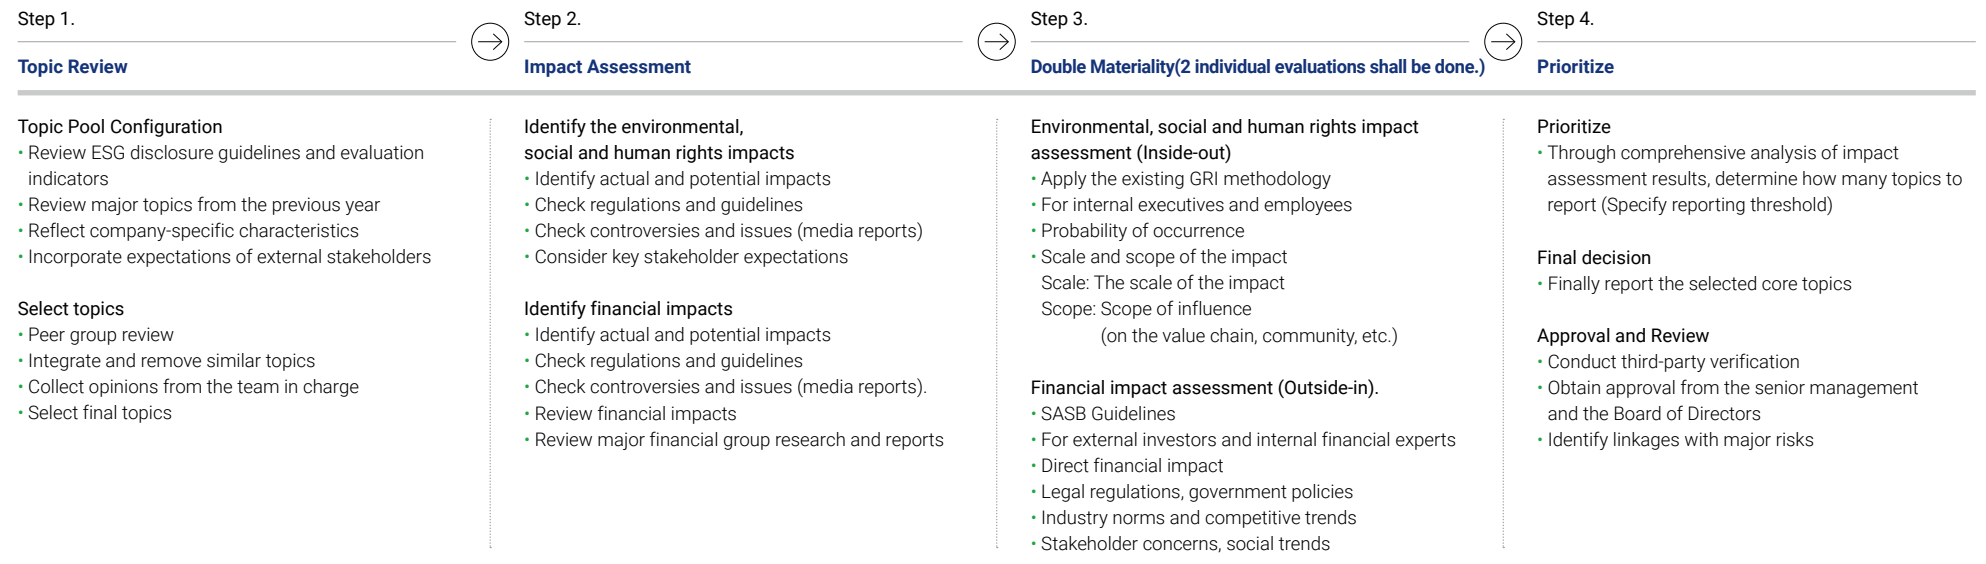 Step 1.
Topic Review
Topic Pool Configuration
• Review ESG disclosure guidelines and evaluation
indicators
• Review major topics from the previous year
• Reflect company-specific characteristics
• Incorporate expectations of external stakeholders
Select topics
• Peer group review
• Integrate and remove similar topics
• Collect opinions from the team in charge
• Select final topics
Step 2.
Impact Assessment
Identify the environmental,
social and human rights impacts
• Identify actual and potential impacts
• Check regulations and guidelines
• Check controversies and issues (media reports)
• Consider key stakeholder expectations
Identify financial impacts
• Identify actual and potential impacts
• Check regulations and guidelines
• Check controversies and issues (media reports).
• Review financial impacts
• Review major financial group research and reports
Step 3.
Double Materiality(2 individual evaluations shall be done.)
Environmental, social and human rights impact
assessment (Inside-out)
• Apply the existing GRI methodology
• For internal executives and employees
• Probability of occurrence
• Scale and scope of the impact
Scale: The scale of the impact
Scope: Scope of influence
(on the value chain, community, etc.)
Financial impact assessment (Outside-in).
• SASB Guidelines
• For external investors and internal financial experts
• Direct financial impact
• Legal regulations, government policies
• Industry norms and competitive trends
• Stakeholder concerns, social trends
Step 4.
Prioritize
Prioritize
• Through comprehensive analysis of impact
assessment results, determine how many topics to
report (Specify reporting threshold)
Final decision
• Finally report the selected core topics
Approval and Review
• Conduct third-party verification
• Obtain approval from the senior management
and the Board of Directors
• Identify linkages with major risks